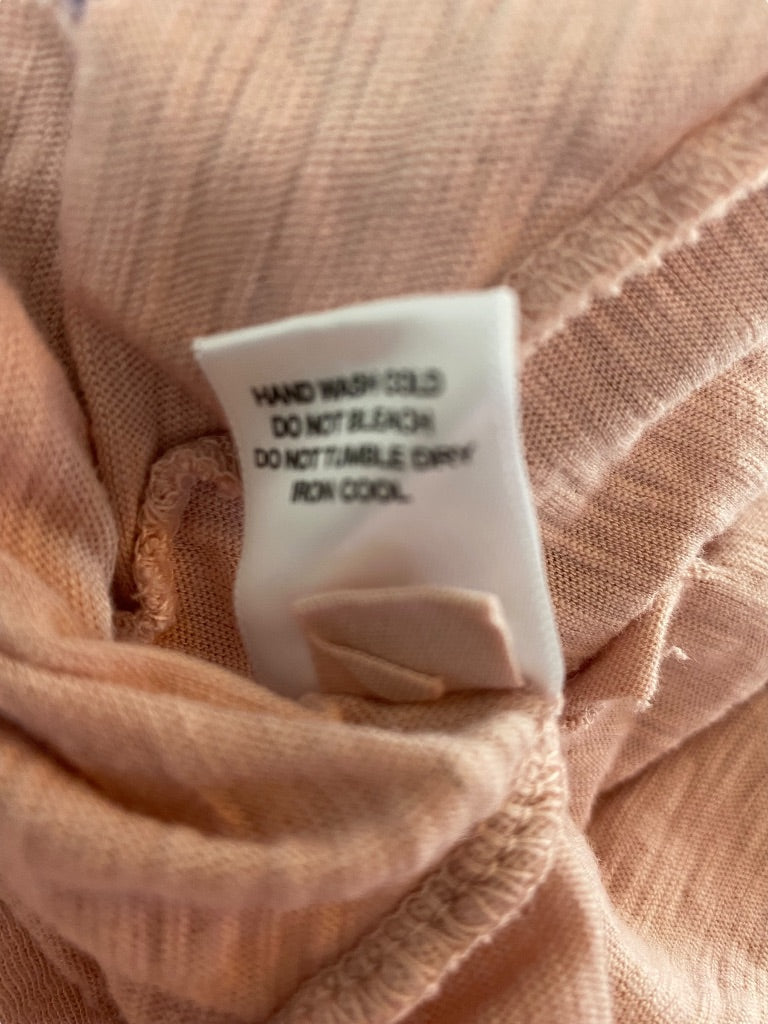 HAND WASH COLD
DO NOT BLEACH
DO NOT TUMBLE DRY
IRON COOL